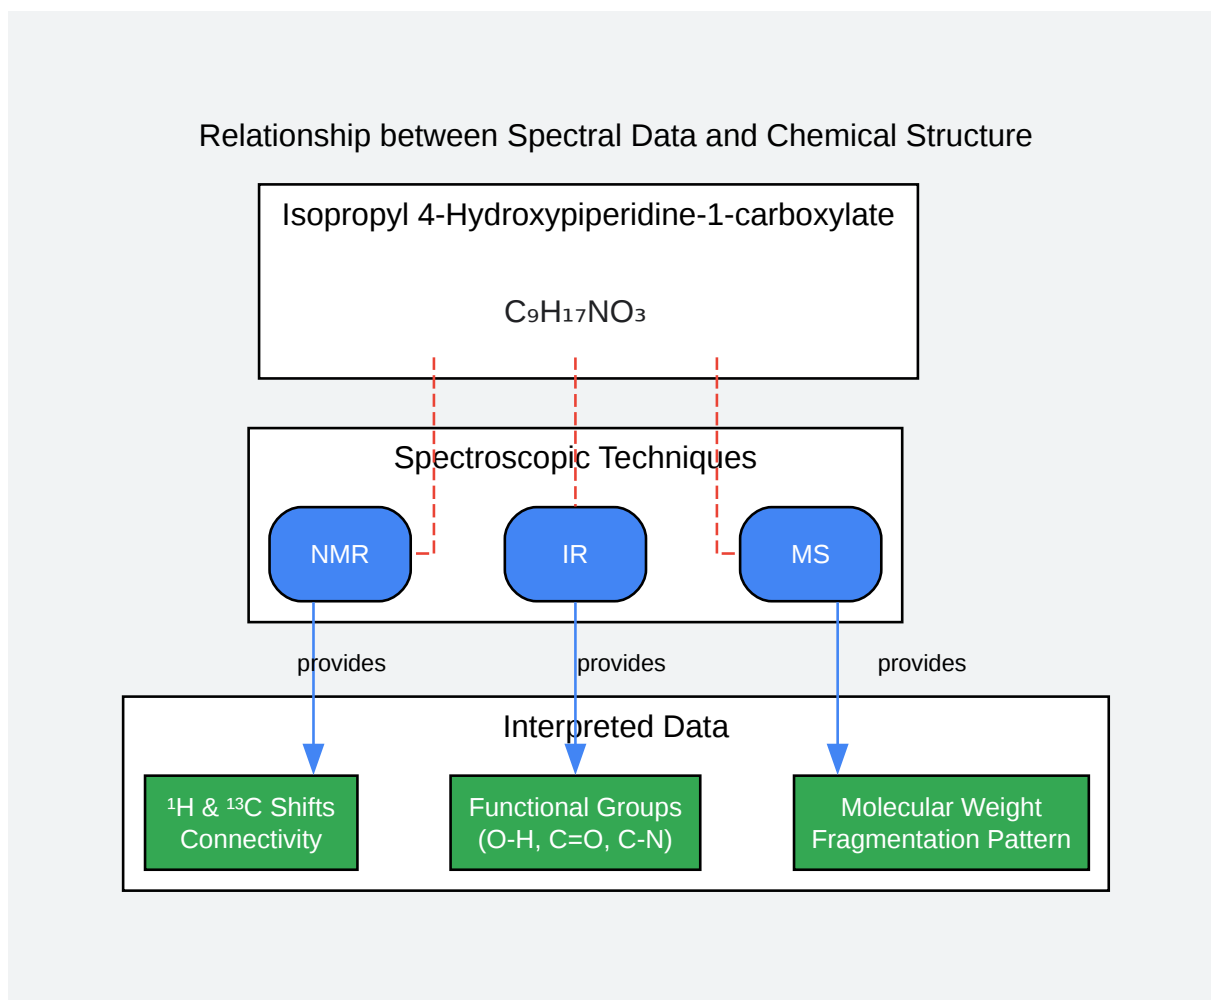 Relationship between Spectral Data and Chemical Structure
Isopropyl 4-Hydroxypiperidine-1-carboxylate
C₉H₁₇NO₃
Spectroscopic Techniques
NMR
IR
MS
provides
provides
provides
Interpreted Data
¹H & ¹³C Shifts
Connectivity
Functional Groups
(O-H, C=O, C-N)
Molecular Weight
Fragmentation Pattern